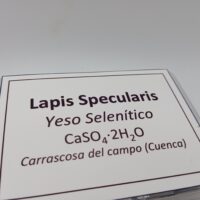 Lapis Specularis
Yeso Selenítico
CaSO₄·2H₂O
Carrascosa del campo (Cuenca)